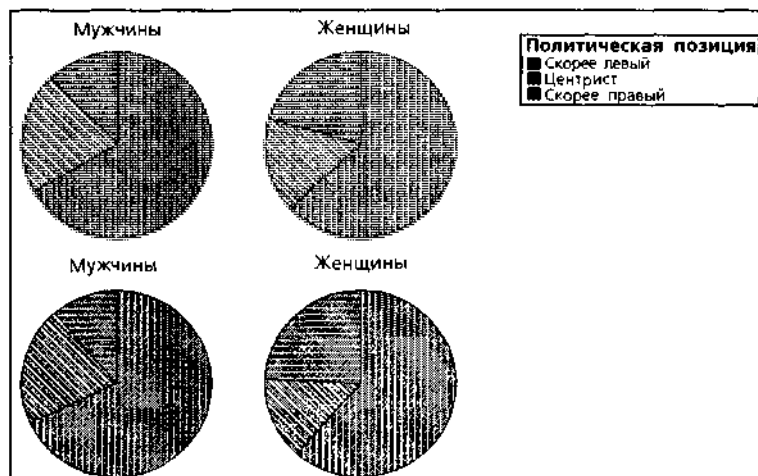 Мужчины
Женщины
Политическая позиция
Скорее левый
Центрист
Скорее правый
Мужчины
Женщины